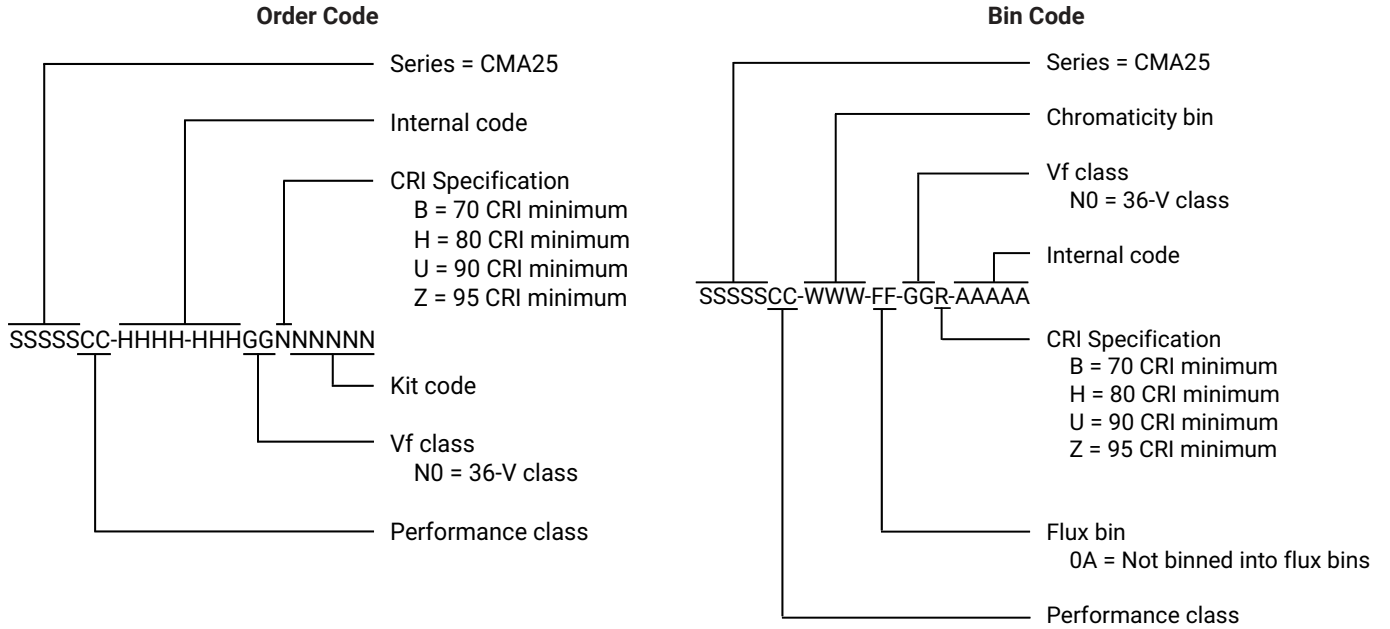 Order Code
Series = CMA25
Internal code
CRI Specification
B = 70 CRI minimum
H = 80 CRI minimum
U = 90 CRI minimum
Z = 95 CRI minimum
SSSSSCC-HHHH-HHHGGNNNNNN
Kit code
Vf class
N0 = 36-V class
Performance class
Bin Code
Series = CMA25
Chromaticity bin
Vf class
N0 = 36-V class
Internal code
SSSSSCC-WWW-FF-GGR-AAAAA
CRI Specification
B = 70 CRI minimum
H = 80 CRI minimum
U = 90 CRI minimum
Z = 95 CRI minimum
Flux bin
0A = Not binned into flux bins
Performance class